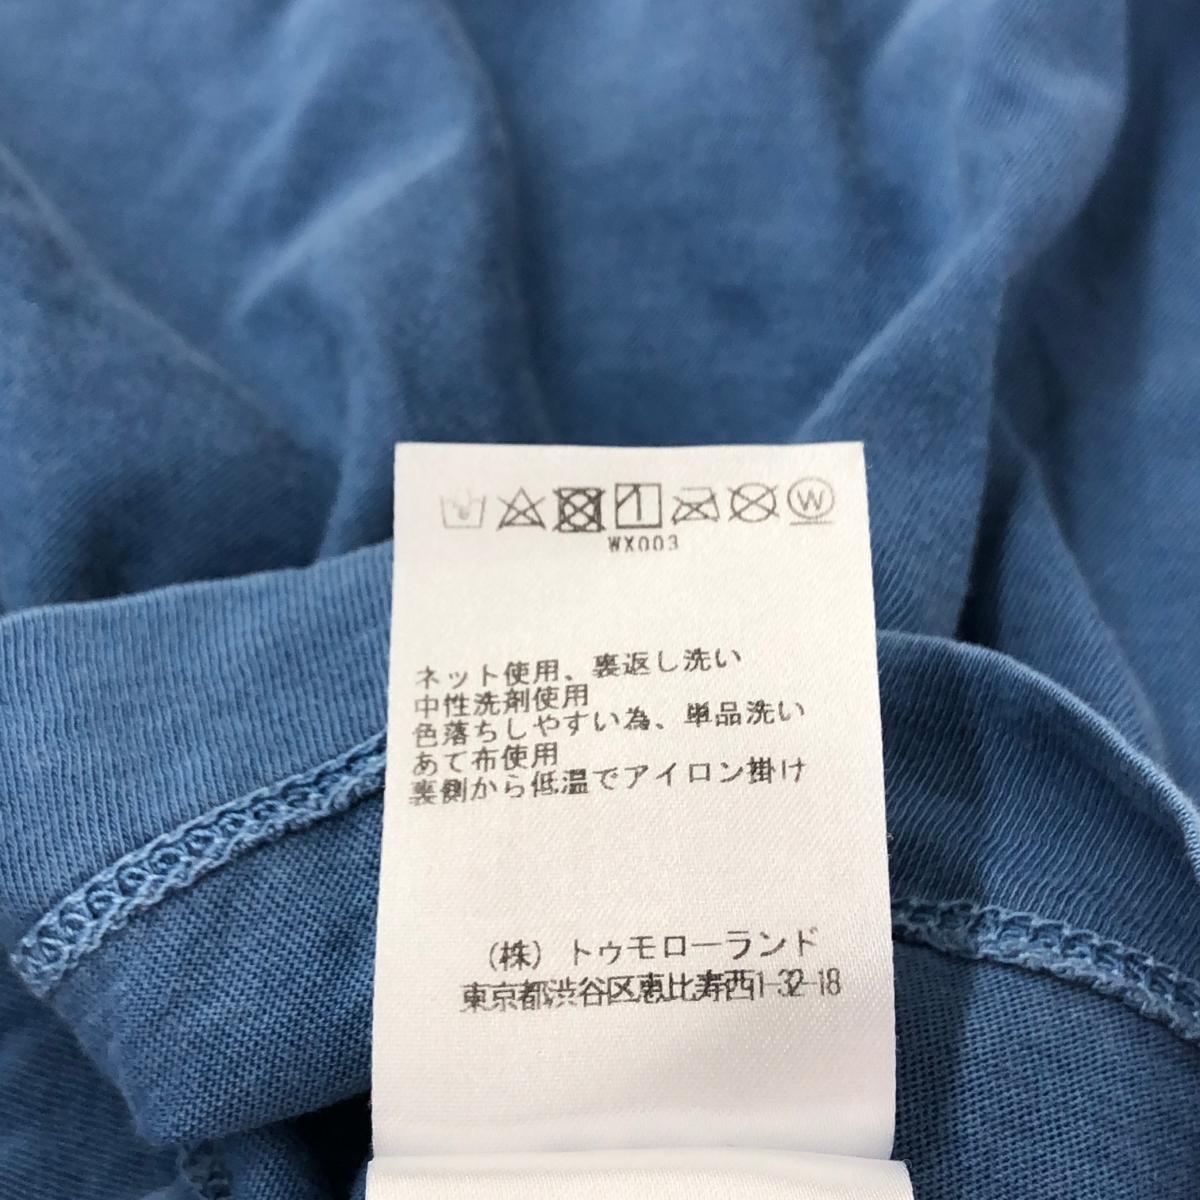 W
WX003
ネット使用、裏返し洗い
中性洗剤使用
色落ちしやすい為、単品洗い
あて布使用
裏側から低温でアイロン掛け
(株) トゥモローランド
東京都渋谷区恵比寿西1-32-18